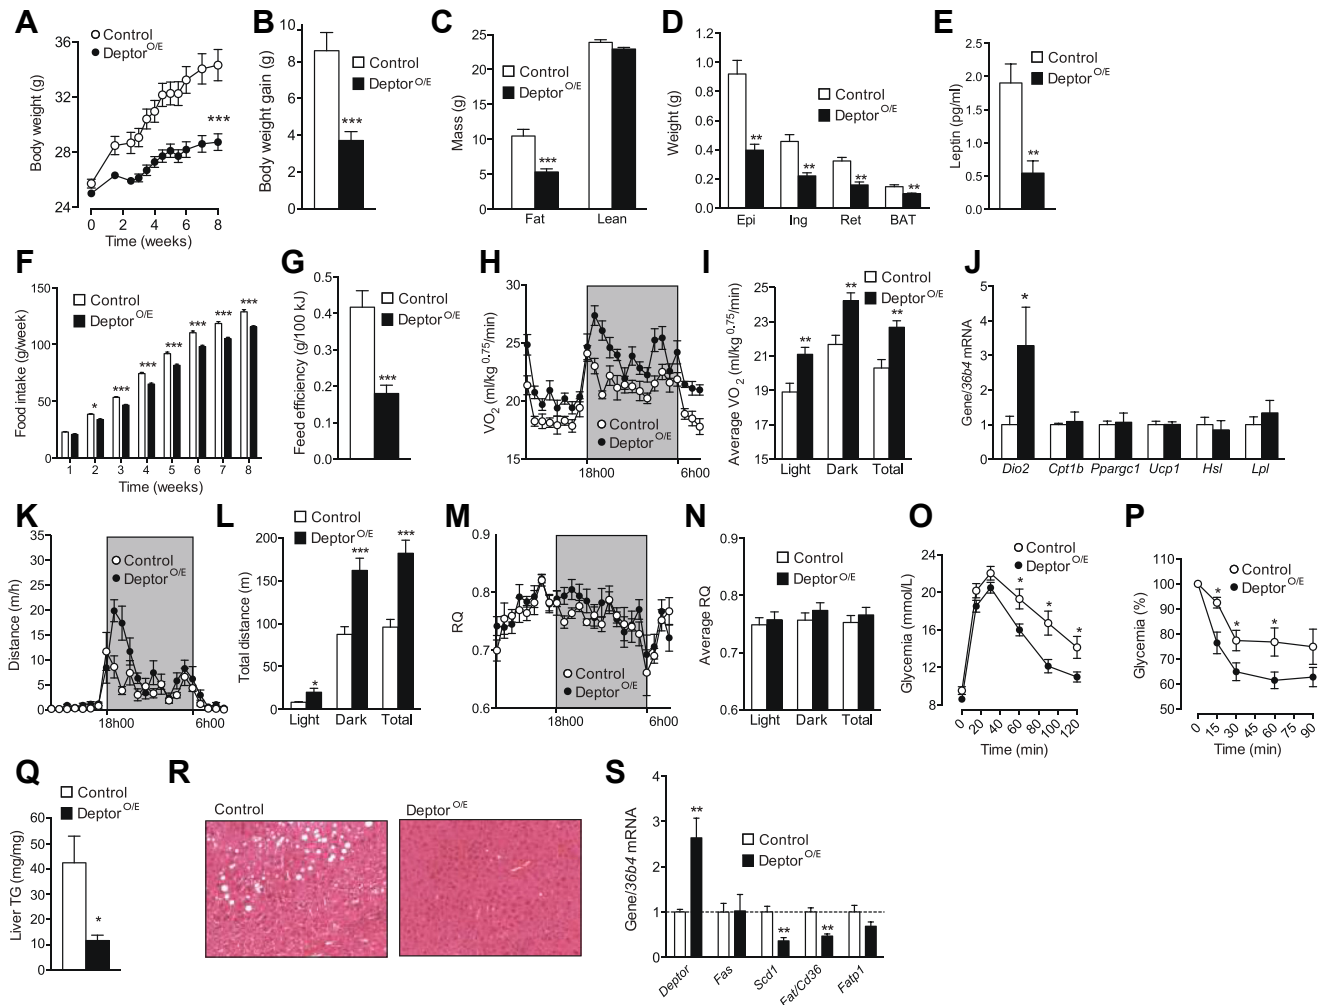 A
Control
Deptor O/E
Body weight (g)
36
32
28
24
***
0 2 4 6 8
Time (weeks)
B
Body weight gain (g)
10
8
6
4
2
0
Control
Deptor O/E
***
C
Mass (g)
25
20
15
10
5
0
Control
Deptor O/E
***
Fat Lean
D
Weight (g)
1.2
1.0
0.8
0.6
0.4
0.2
0.0
Control
Deptor O/E
** ** ** **
Epi Ing Ret BAT
E
Leptin (pg/ml)
2.5
2.0
1.5
1.0
0.5
0.0
Control
Deptor O/E
**
F
Food intake (g/week)
150
100
50
0
Control
Deptor O/E
* *** *** *** *** *** ***
1 2 3 4 5 6 7 8
Time (weeks)
G
Feed efficiency (g/100 kJ)
0.5
0.4
0.3
0.2
0.1
0.0
Control
Deptor O/E
***
H
VO2 (ml/kg 0.75/min)
30
25
20
15
Control
Deptor O/E
18h00 6h00
I
Average VO2 (ml/kg 0.75/min)
27
25
23
21
19
17
15
Control
Deptor O/E
** ** **
Light Dark Total
J
Gene/36b4 mRNA
5
4
3
2
1
0
*
Dio2 Cpt1b Ppargc1 Ucp1 Hsl Lpl
K
Distance (m/h)
35
30
25
20
15
10
5
0
Control
Deptor O/E
18h00 6h00
L
Total distance (m)
200
150
100
50
0
Control
Deptor O/E
* *** ***
Light Dark Total
M
RQ
0.9
0.8
0.7
0.6
Control
Deptor O/E
18h00 6h00
N
Average RQ
0.9
0.8
0.7
0.6
Control
Deptor O/E
Light Dark Total
O
Glycemia (mmol/L)
24
20
16
12
8
Control
Deptor O/E
* * *
0 20 40 60 80 100 120
Time (min)
P
Glycemia (%)
110
100
90
80
70
60
50
Control
Deptor O/E
* * *
0 15 30 45 60 75 90
Time (min)
Q
Control
Deptor O/E
Liver TG (mg/mg)
60
50
40
30
20
10
0
*
R
Control
Deptor O/E
S
Gene/36b4 mRNA
4
3
2
1
0
Control
Deptor O/E
** ** **
Deptor Fas Scd1 Fat/Cd36 Fatp1